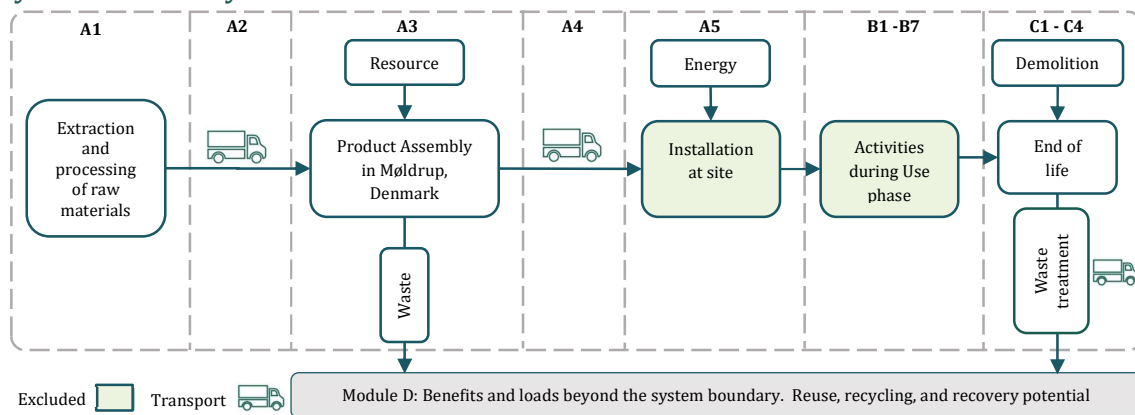 A1
A2
A3
A4
A5
B1 -B7
C1 - C4
Resource
Energy
Demolition
Extraction
and
processing
of raw
materials
Product Assembly
in Møldrup,
Denmark
Installation
at site
Activities
during Use
phase
End of
life
Waste
Waste
treatment
Excluded
Transport
Module D: Benefits and loads beyond the system boundary. Reuse, recycling, and recovery potential